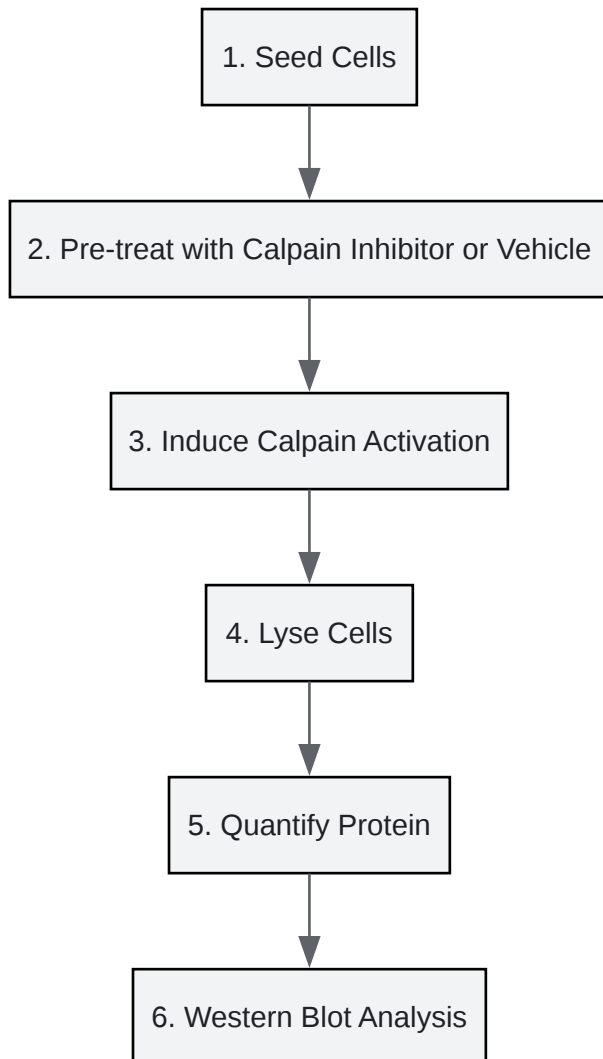 1. Seed Cells
2. Pre-treat with Calpain Inhibitor or Vehicle
3. Induce Calpain Activation
4. Lyse Cells
5. Quantify Protein
6. Western Blot Analysis